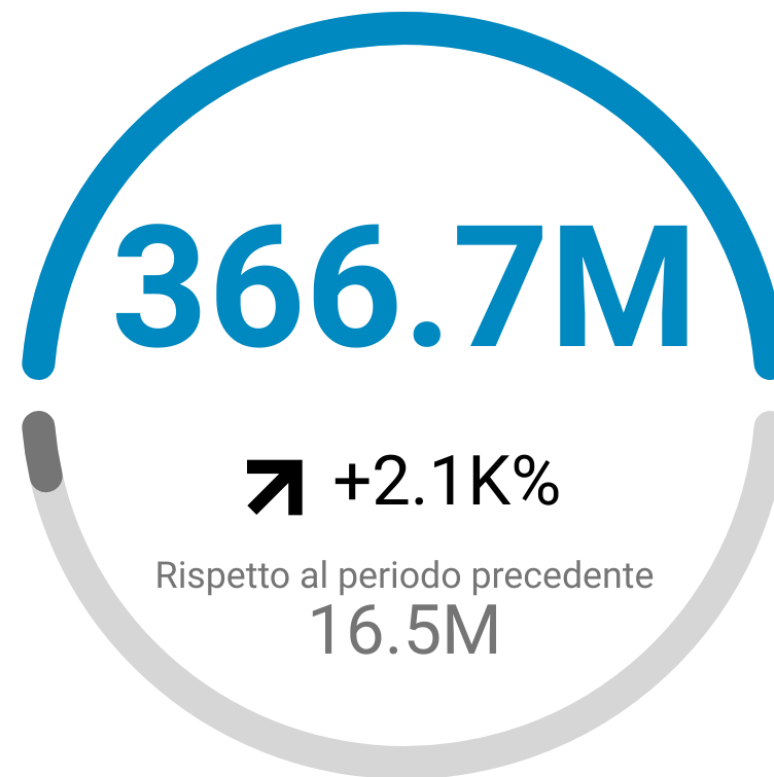 366.7M
+2.1K%
Rispetto al periodo precedente
16.5M